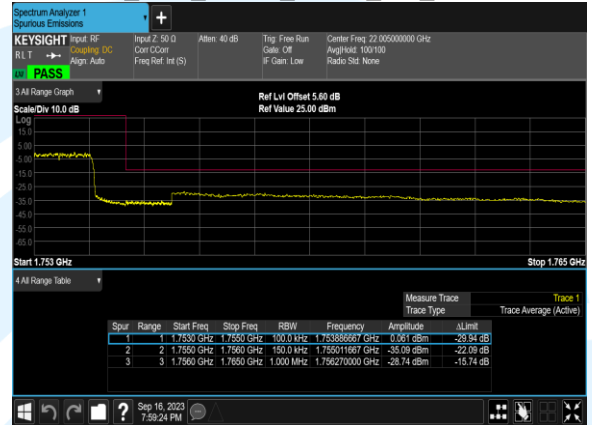 Spectrum Analyzer 1
Spurious Emissions
KEYSIGHT Input: RF Input Z: 50 Ω Atten: 40 dB Trig: Free Run Center Freq: 22.005000000 GHz
RLT Coupling: DC Corr CCorr Gate: Off Avg|Hold: 100/100
Align: Auto Freq Ref: Int (S) IF Gain: Low Radio Std: None
PASS
3 All Range Graph
Ref Lvl Offset 5.60 dB
Scale/Div 10.0 dB Ref Value 25.00 dBm
Log
15.0
5.00
-5.00
-15.0
-25.0
-35.0
-45.0
-55.0
-65.0
Start 1.753 GHz Stop 1.765 GHz
4 All Range Table
Measure Trace Trace 1
Trace Type Trace Average (Active)
Spur Range Start Freq Stop Freq RBW Frequency Amplitude ΔLimit
1 1 1.7530 GHz 1.7550 GHz 100.0 kHz 1.753886667 GHz 0.061 dBm -29.94 dB
2 2 1.7550 GHz 1.7560 GHz 150.0 kHz 1.755011667 GHz -35.09 dBm -22.09 dB
3 3 1.7560 GHz 1.7650 GHz 1.000 MHz 1.756270000 GHz -28.74 dBm -15.74 dB
? Sep 16, 2023
7:59:24 PM